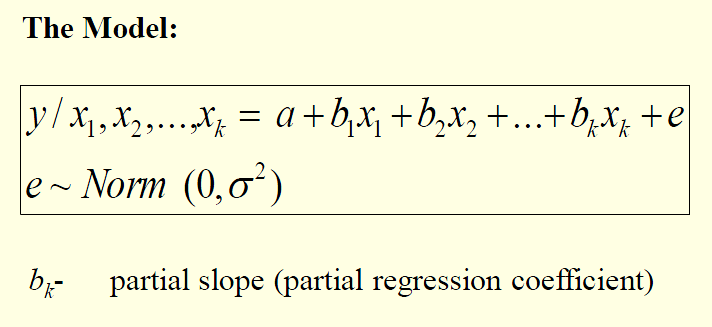 The Model:
y/x₁,x₂,...,xₖ = a+b₁x₁+b₂x₂+...+bₖxₖ+e
e ~ Norm (0,σ²)
bₖ- partial slope (partial regression coefficient)